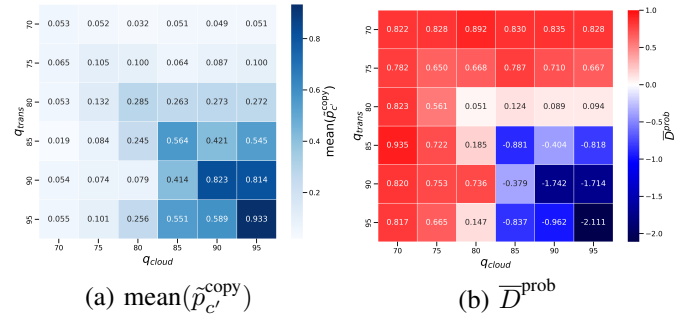 70 0.053 0.052 0.032 0.051 0.049 0.051
75 0.065 0.105 0.100 0.064 0.087 0.100
80 0.053 0.132 0.285 0.263 0.273 0.272
85 0.019 0.084 0.245 0.564 0.421 0.545
90 0.054 0.074 0.079 0.414 0.823 0.814
95 0.055 0.101 0.256 0.551 0.589 0.933
70 75 80 85 90 95
q_trans
q_cloud
0.8
0.6
0.4
0.2
mean(p̃_{c′}^{copy})
(a) mean(p̃_{c′}^{copy})
70 0.822 0.828 0.892 0.830 0.835 0.828
75 0.782 0.650 0.668 0.787 0.710 0.667
80 0.823 0.561 0.051 0.124 0.089 0.094
85 0.935 0.722 0.185 -0.881 -0.404 -0.818
90 0.820 0.753 0.736 -0.379 -1.742 -1.714
95 0.817 0.665 0.147 -0.837 -0.962 -2.111
70 75 80 85 90 95
q_trans
q_cloud
1.0
0.5
0.0
-0.5
-1.0
-1.5
-2.0
D̅^{prob}
(b) D̅^{prob}